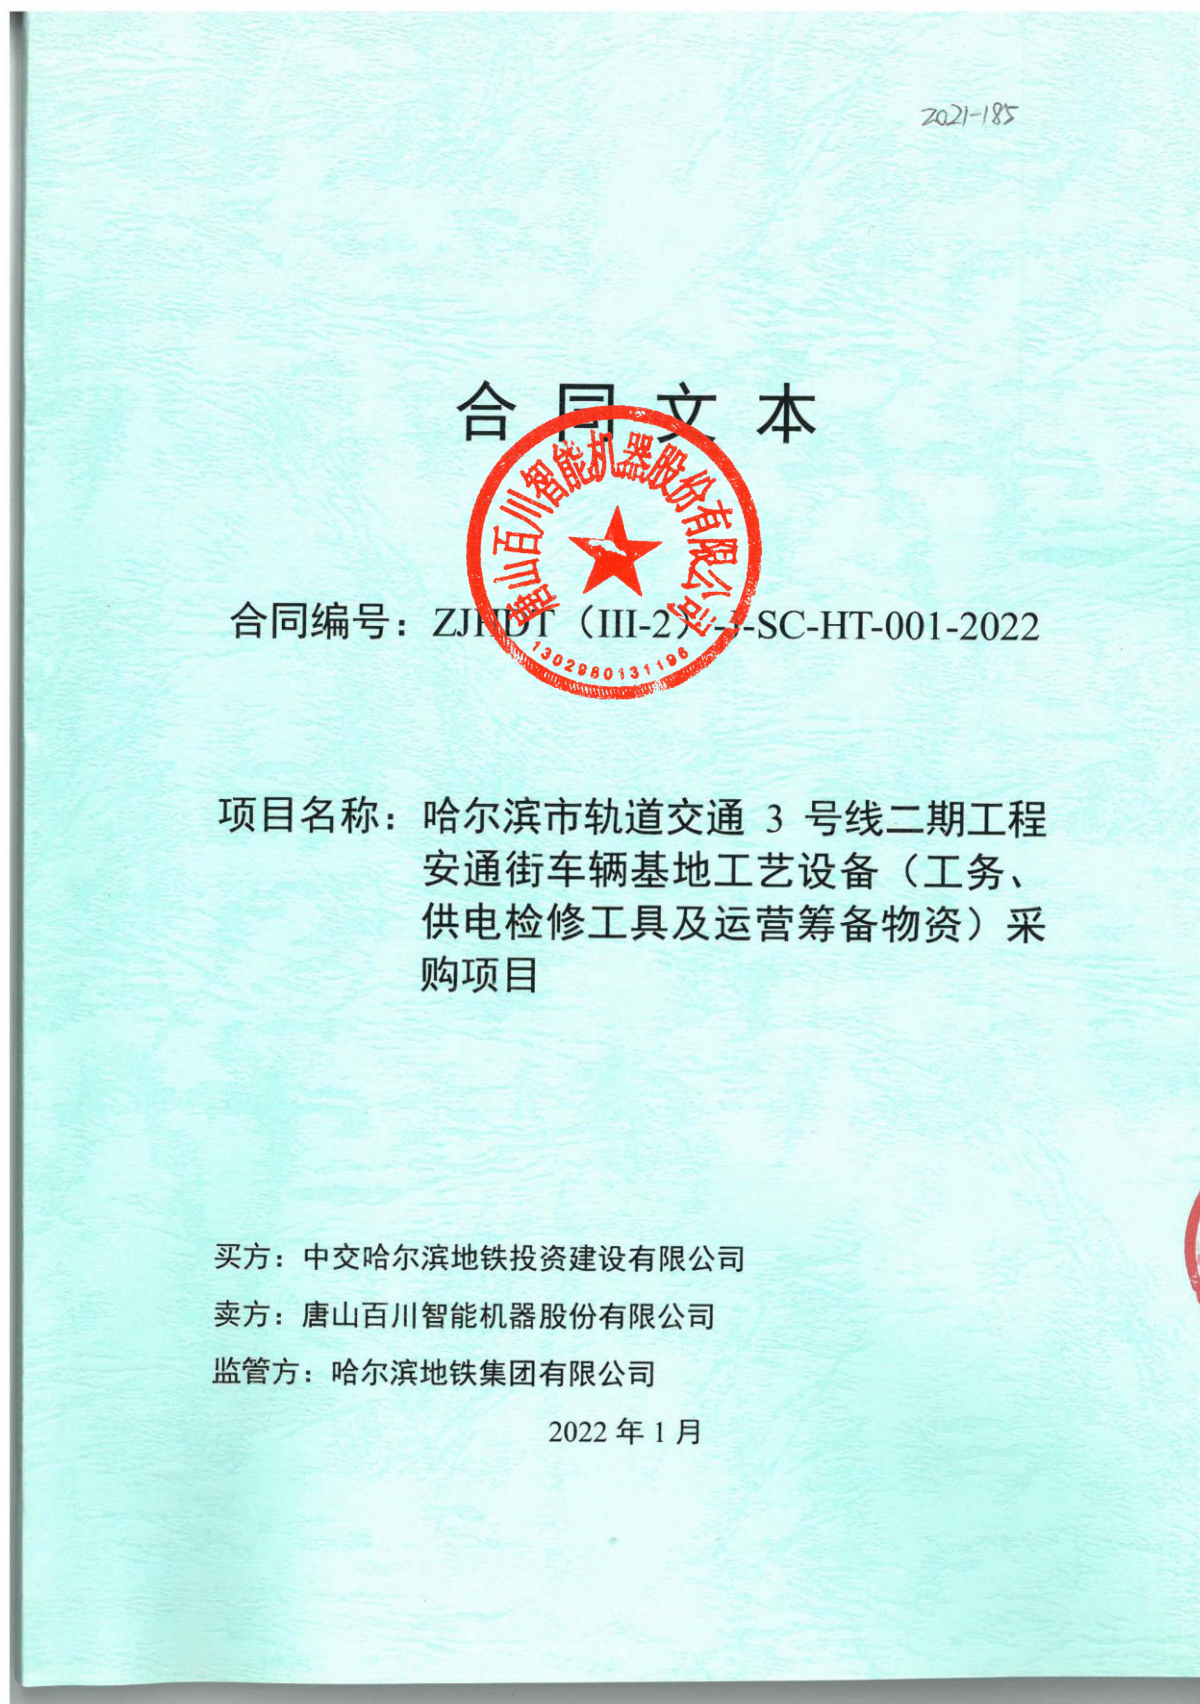 2021-185
合同文本
唐山百川智能机器股份有限公司
合同编号：ZJHDT（III-2）-J-SC-HT-001-2022
1302980131196
项目名称：哈尔滨市轨道交通 3 号线二期工程
安通街车辆基地工艺设备（工务、
供电检修工具及运营筹备物资）采
购项目
买方：中交哈尔滨地铁投资建设有限公司
卖方：唐山百川智能机器股份有限公司
监管方：哈尔滨地铁集团有限公司
2022 年 1 月